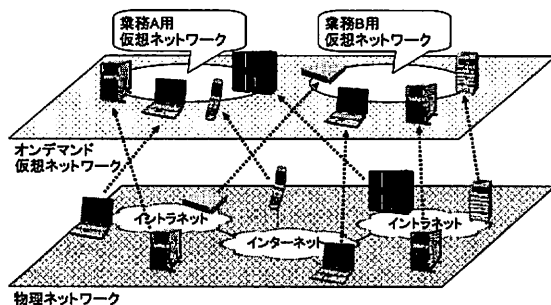 業務A用
仮想ネットワーク
業務B用
仮想ネットワーク
オンデマンド
仮想ネットワーク
イントラネット
イントラネット
インターネット
物理ネットワーク